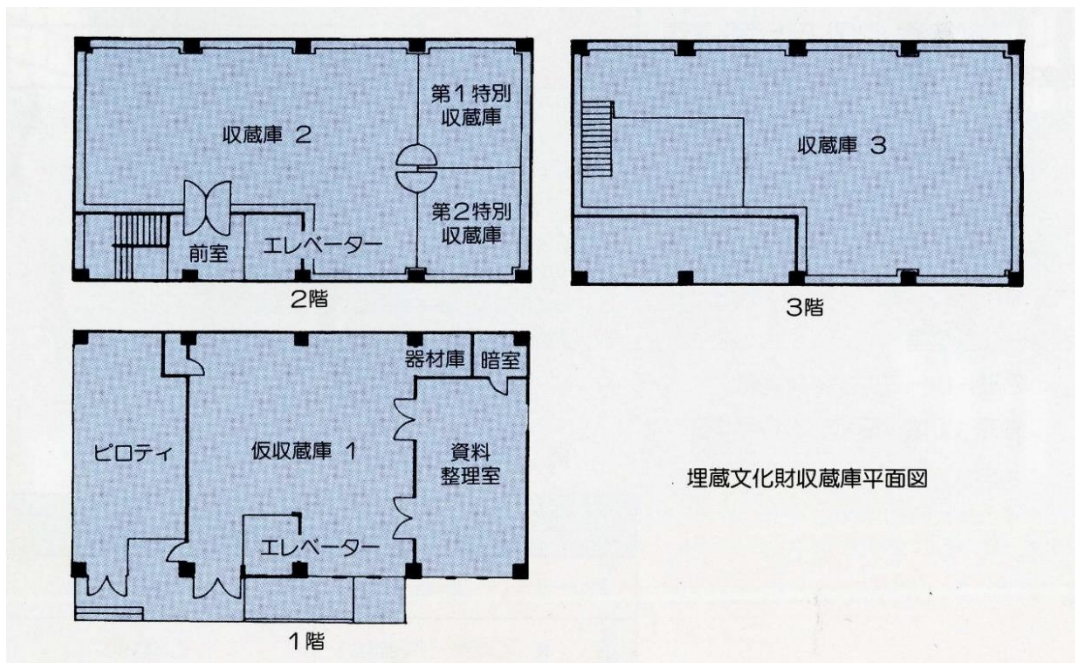 第1特別
収蔵庫
収蔵庫 2
第2特別
収蔵庫
前室
エレベーター
2階
収蔵庫 3
3階
器材庫
暗室
ピロティ
仮収蔵庫 1
資料
整理室
エレベーター
1階
埋蔵文化財収蔵庫平面図